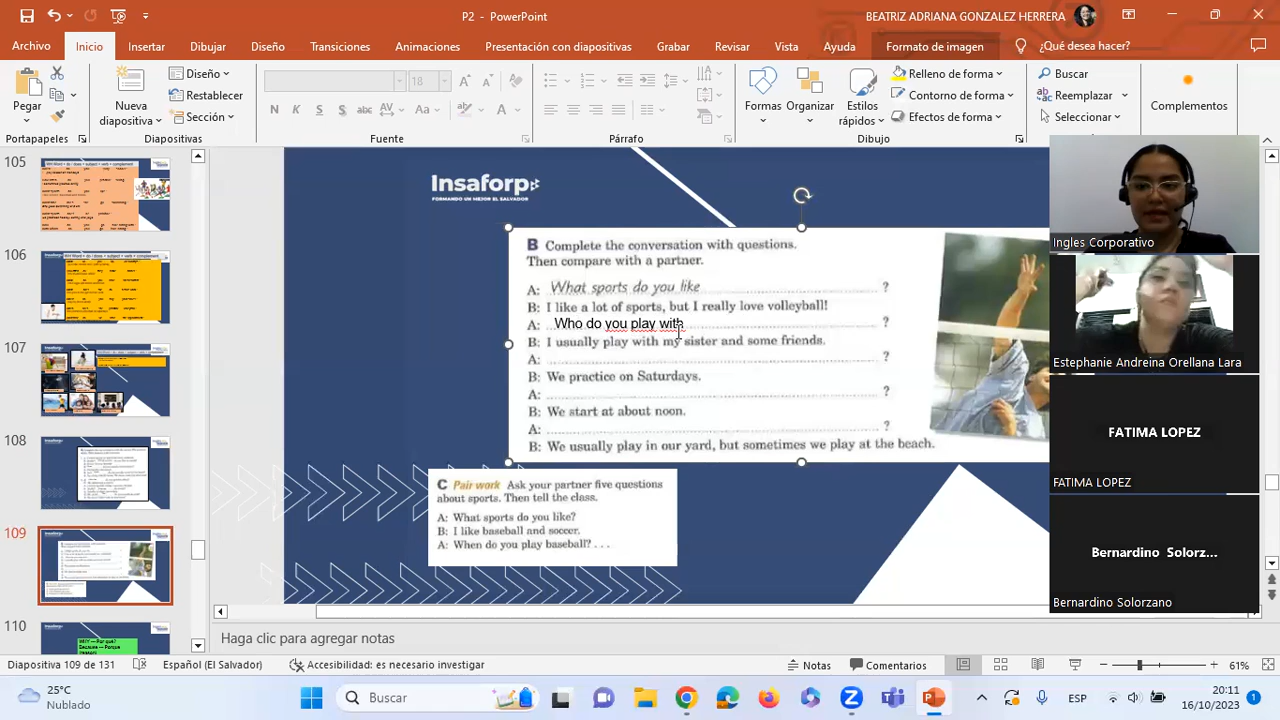 P2 - PowerPoint
BEATRIZ ADRIANA GONZALEZ HERRERA
Archivo Inicio Insertar Dibujar Diseño Transiciones Animaciones Presentación con diapositivas Grabar Revisar Vista Ayuda Formato de imagen ¿Qué desea hacer?
Pegar
Portapapeles
Nueva diapositiva
Diseño
Restablecer
Sección
Diapositivas
18
N K S S abc AV Aa A
Fuente
Párrafo
Formas
Organizar
Estilos rápidos
Relleno de forma
Contorno de forma
Efectos de forma
Dibujo
Buscar
Reemplazar
Seleccionar
Complementos
105
106
107
108
109
110
WHY – Por qué?
Because – Porque
Insaforp
FORMANDO UN MEJOR EL SALVADOR
B Complete the conversation with questions.
Then compare with a partner.
What sports do you like ?
I like a lot of sports, but I really love volleyball!
A: Who do you play with ?
B: I usually play with my sister and some friends.
A: ?
B: We practice on Saturdays.
A: ?
B: We start at about noon.
A: ?
B: We usually play in our yard, but sometimes we play at the beach.
C Pair work Ask your partner five questions
about sports. Then tell the class.
A: What sports do you like?
B: I like baseball and soccer.
A: When do you play baseball? . . .
Ingles Corporativo
Estephanie Andreina Orellana Lara
FATIMA LOPEZ
FATIMA LOPEZ
Bernardino Solorz...
Bernardino Solorzano
Haga clic para agregar notas
Diapositiva 109 de 131
Español (El Salvador)
Accesibilidad: es necesario investigar
Notas
Comentarios
61%
25°C
Nublado
Buscar
ESP
20:11
16/10/2023
1